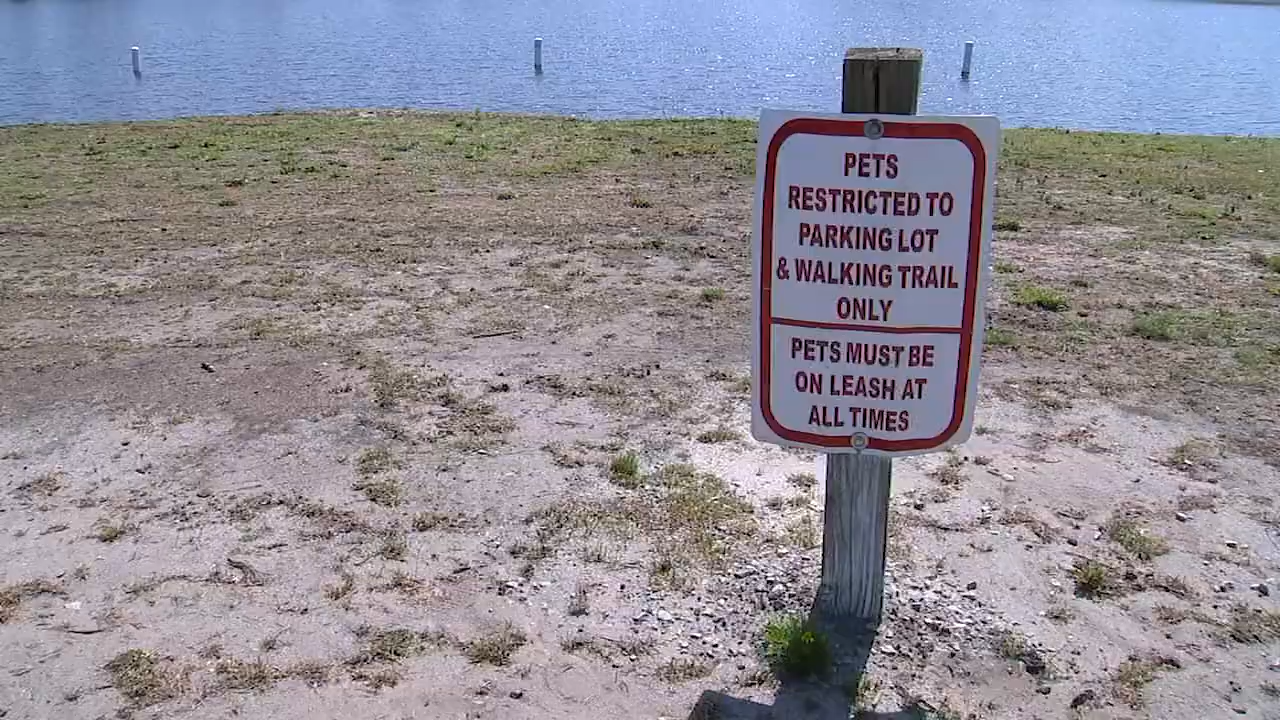 PETS
RESTRICTED TO
PARKING LOT
& WALKING TRAIL
ONLY
PETS MUST BE
ON LEASH AT
ALL TIMES